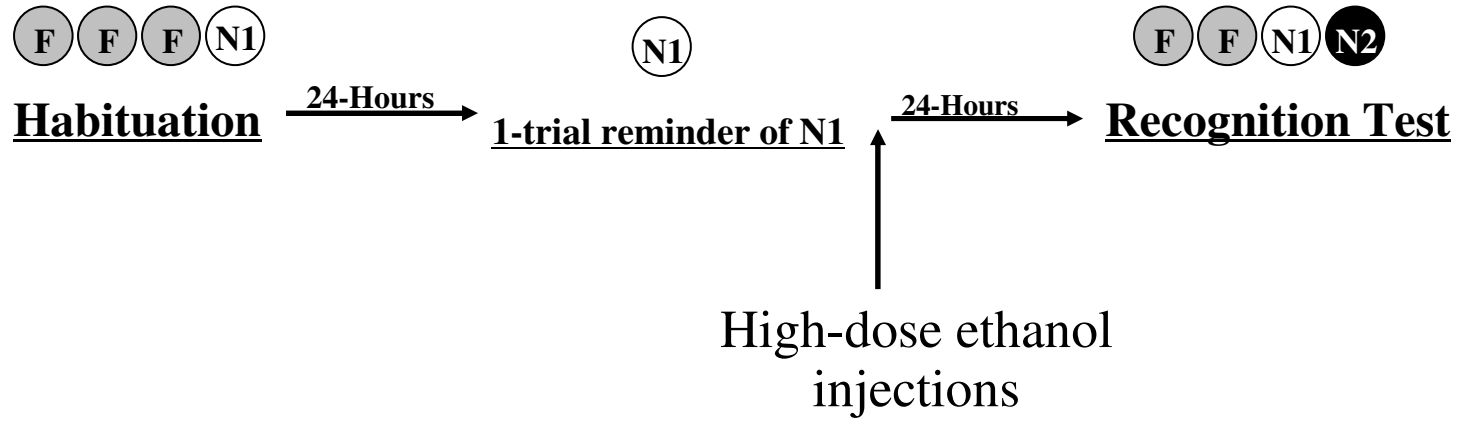 F F F N1
N1
F F N1 N2
Habituation
24-Hours
1-trial reminder of N1
24-Hours
Recognition Test
High-dose ethanol
injections